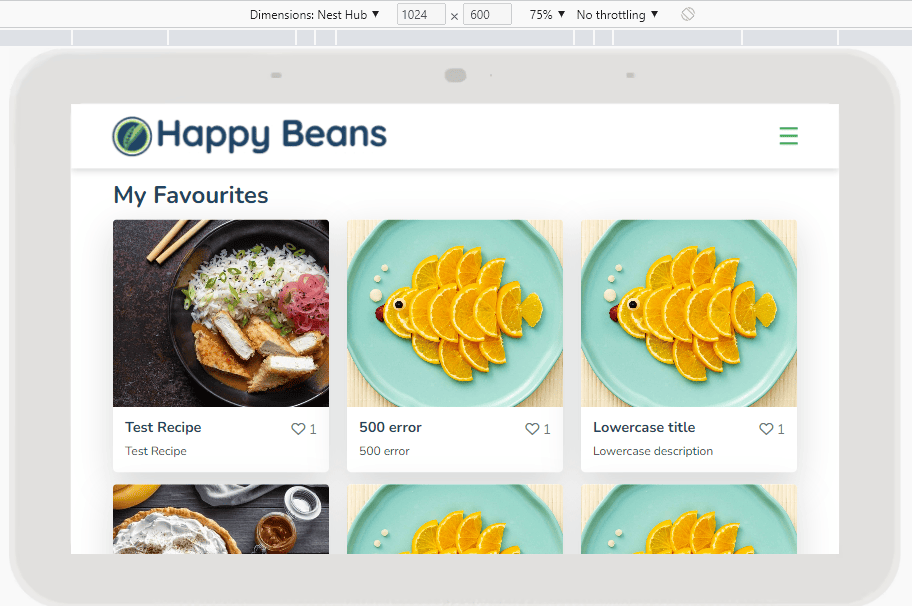 Dimensions: Nest Hub ▼ 1024 x 600 75% ▼ No throttling ▼
Happy Beans
My Favourites
Test Recipe 1
Test Recipe
500 error 1
500 error
Lowercase title 1
Lowercase description